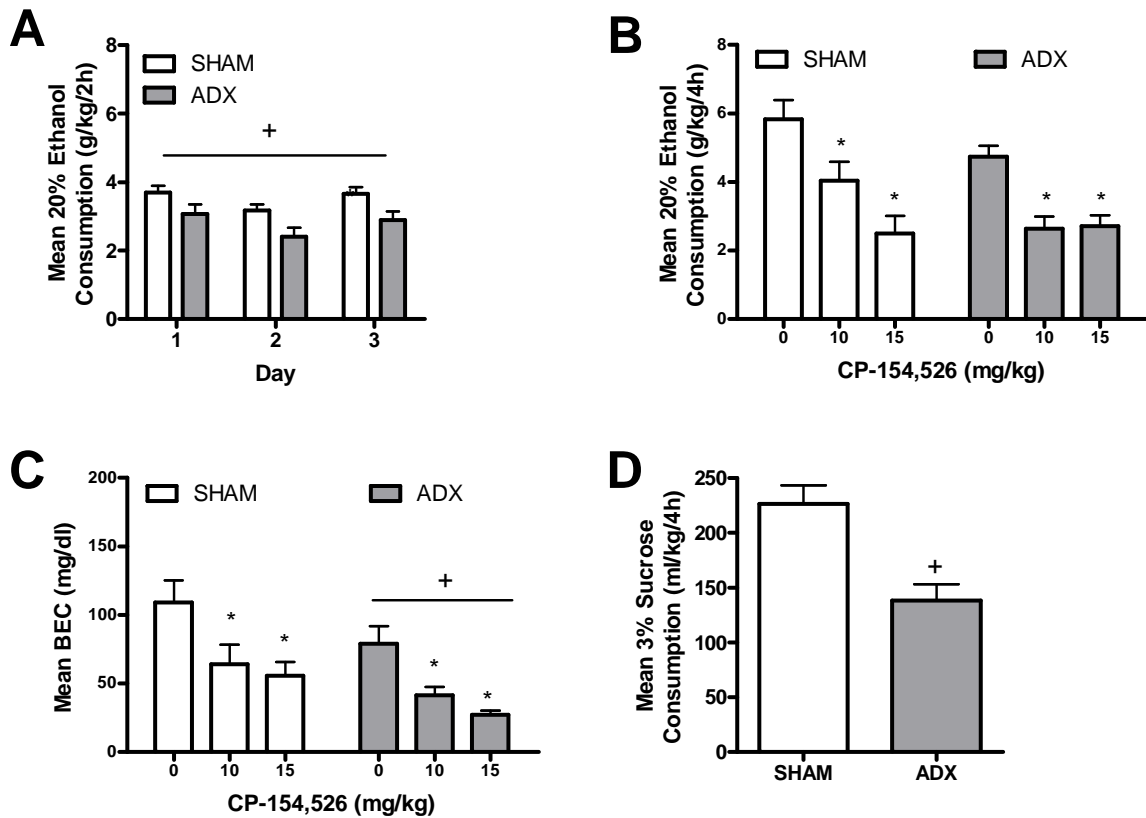 A
Mean 20% Ethanol
Consumption (g/kg/2h)
8
6
4
2
0
SHAM
ADX
+
1 2 3
Day
B
Mean 20% Ethanol
Consumption (g/kg/4h)
8
6
4
2
0
SHAM ADX
* * * *
0 10 15 0 10 15
CP-154,526 (mg/kg)
C
Mean BEC (mg/dl)
200
150
100
50
0
SHAM ADX
+
* * * *
0 10 15 0 10 15
CP-154,526 (mg/kg)
D
Mean 3% Sucrose
Consumption (ml/kg/4h)
250
200
150
100
50
0
+
SHAM ADX